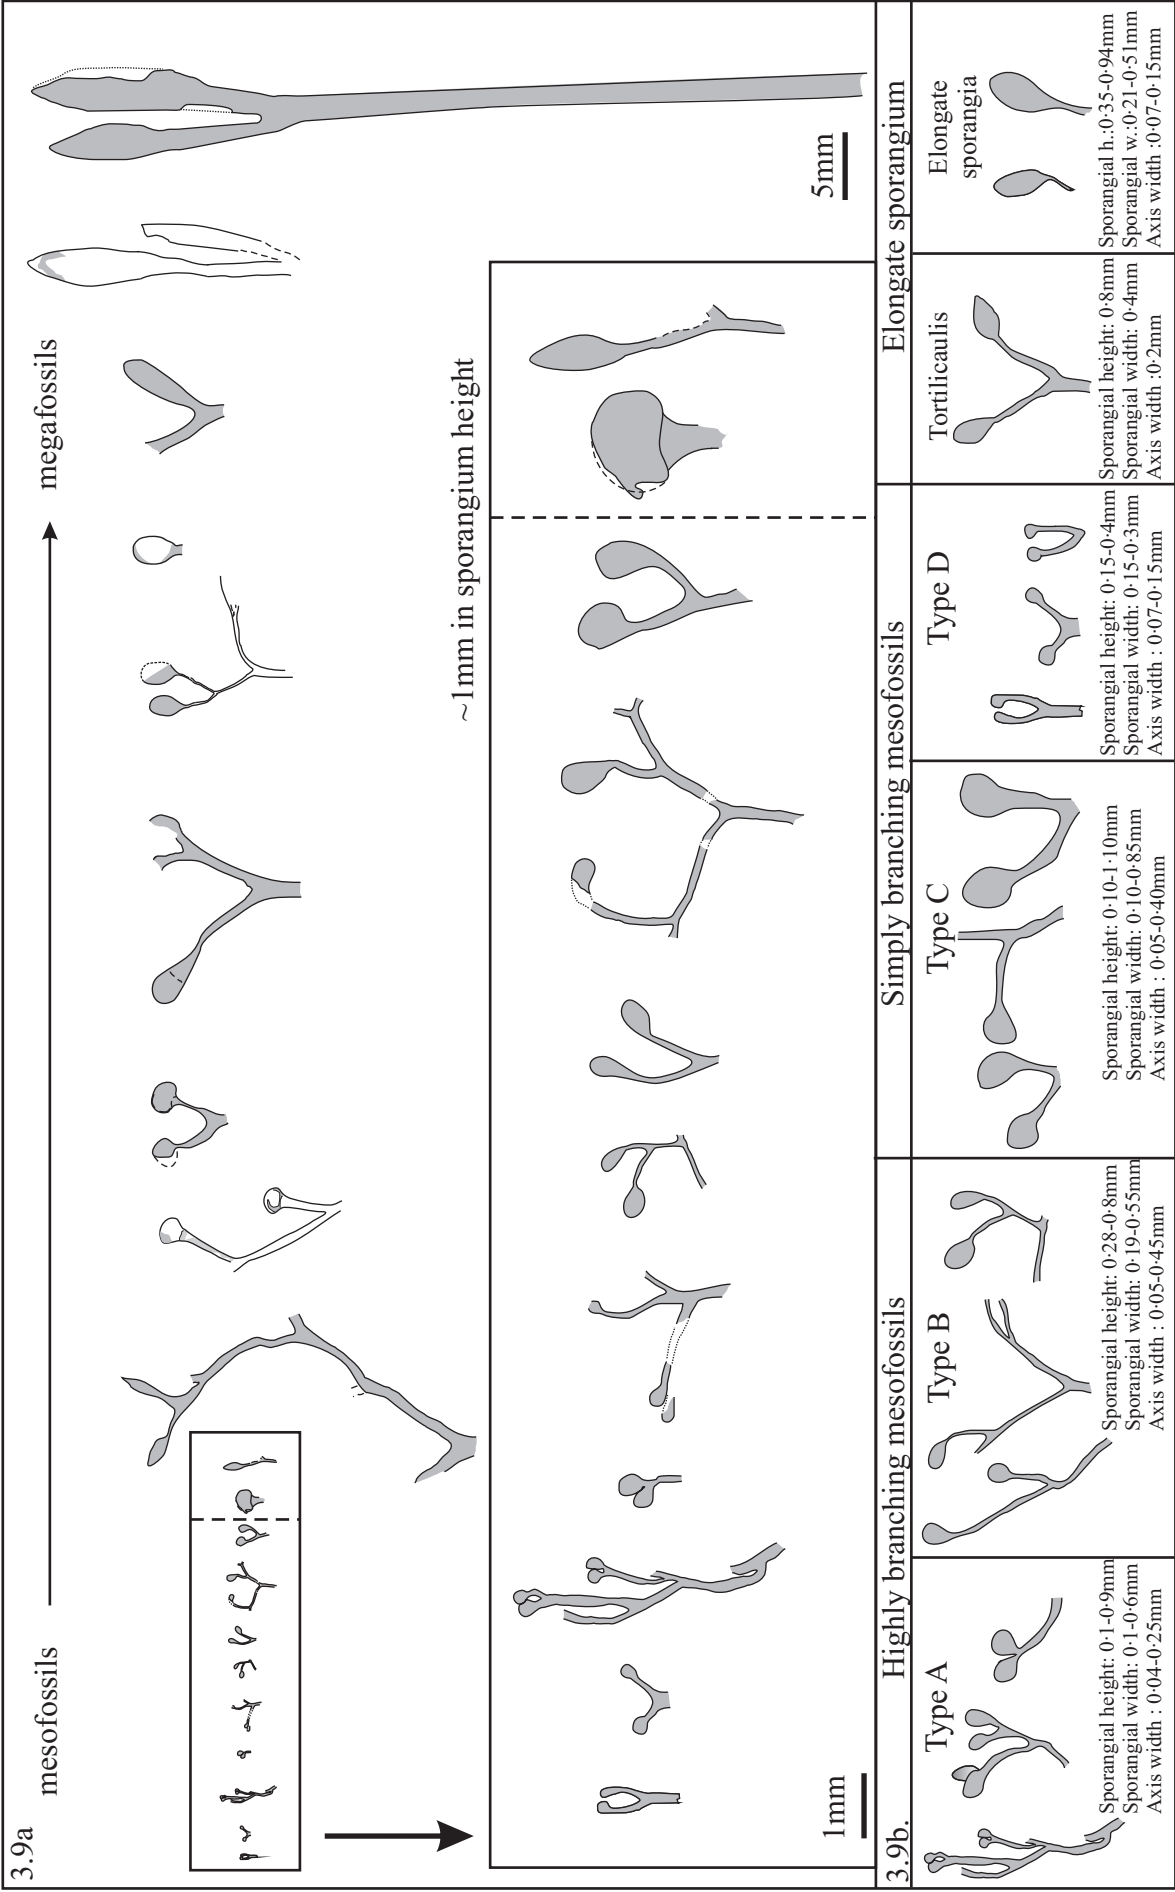 3.9a
mesofossils
megafossils
5mm
~1mm in sporangium height
1mm
3.9b.
Highly branching mesofossils
Simply branching mesofossils
Elongate sporangium
Type A
Sporangial height: 0·1-0·9mm
Sporangial width: 0·1-0·6mm
Axis width : 0·04-0·25mm
Type B
Sporangial height: 0·28-0·8mm
Sporangial width: 0·19-0·55mm
Axis width : 0·05-0·45mm
Type C
Sporangial height: 0·10-1·10mm
Sporangial width: 0·10-0·85mm
Axis width : 0·05-0·40mm
Type D
Sporangial height: 0·15-0·4mm
Sporangial width: 0·15-0·3mm
Axis width : 0·07-0·15mm
Tortilicaulis
Sporangial height: 0·8mm
Sporangial width: 0·4mm
Axis width :0·2mm
Elongate
sporangia
Sporangial h.:0·35-0·94mm
Sporangial w.:0·21-0·51mm
Axis width :0·07-0·15mm